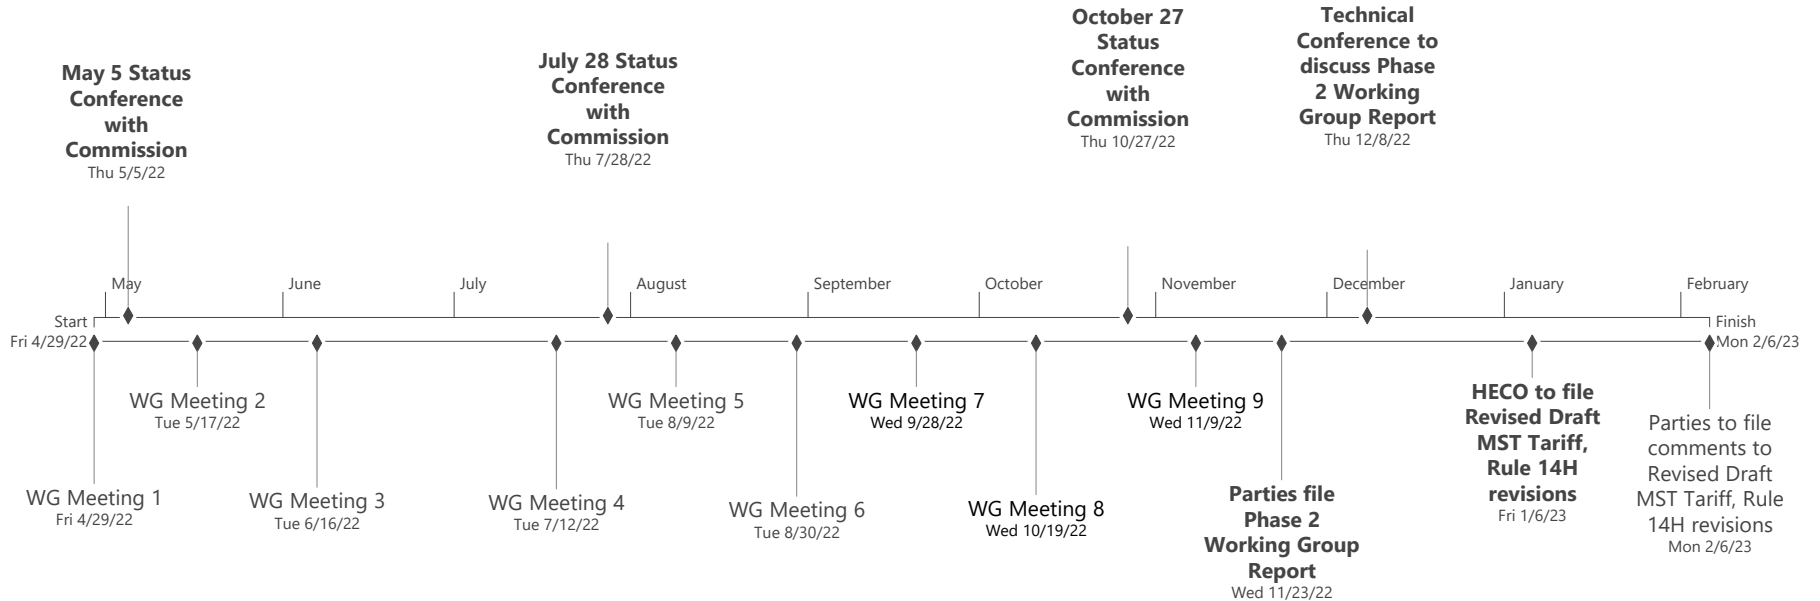 May 5 Status
Conference
with
Commission
Thu 5/5/22
July 28 Status
Conference
with
Commission
Thu 7/28/22
October 27
Status
Conference
with
Commission
Thu 10/27/22
Technical
Conference to
discuss Phase
2 Working
Group Report
Thu 12/8/22
May
June
July
August
September
October
November
December
January
February
Start
Fri 4/29/22
Finish
Mon 2/6/23
WG Meeting 1
Fri 4/29/22
WG Meeting 2
Tue 5/17/22
WG Meeting 3
Tue 6/16/22
WG Meeting 4
Tue 7/12/22
WG Meeting 5
Tue 8/9/22
WG Meeting 6
Tue 8/30/22
WG Meeting 7
Wed 9/28/22
WG Meeting 8
Wed 10/19/22
WG Meeting 9
Wed 11/9/22
Parties file
Phase 2
Working Group
Report
Wed 11/23/22
HECO to file
Revised Draft
MST Tariff,
Rule 14H
revisions
Fri 1/6/23
Parties to file
comments to
Revised Draft
MST Tariff, Rule
14H revisions
Mon 2/6/23